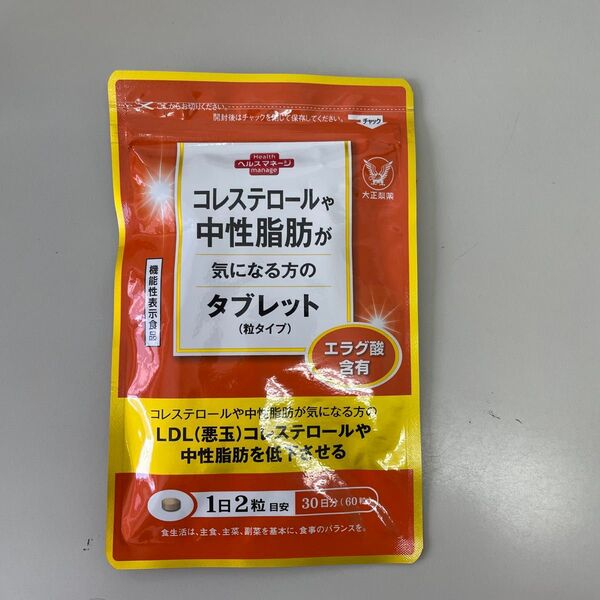 ここからお切りください。
開封後はチャックを閉じて保存してください。
チャック
Health
ヘルスマネージ
manage
大正製薬
コレステロールや
中性脂肪が
気になる方の
タブレット
(粒タイプ)
機能性表示食品
エラグ酸
含有
コレステロールや中性脂肪が気になる方の
LDL(悪玉)コレステロールや
中性脂肪を低下させる
1日2粒目安
30日分(60粒)
食生活は、主食、主菜、副菜を基本に、食事のバランスを。